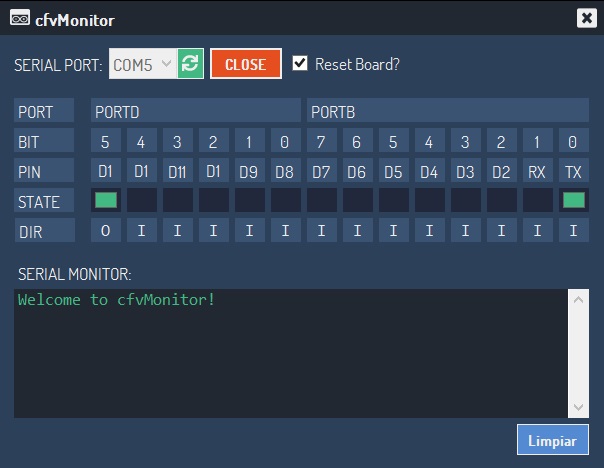 cfvMonitor
SERIAL PORT: COM5 CLOSE Reset Board?
PORT PORTD PORTB
BIT 5 4 3 2 1 0 7 6 5 4 3 2 1 0
PIN D1 D1 D11 D1 D9 D8 D7 D6 D5 D4 D3 D2 RX TX
STATE
DIR O I I I I I I I I I I I I I
SERIAL MONITOR:
Welcome to cfvMonitor!
Limpiar